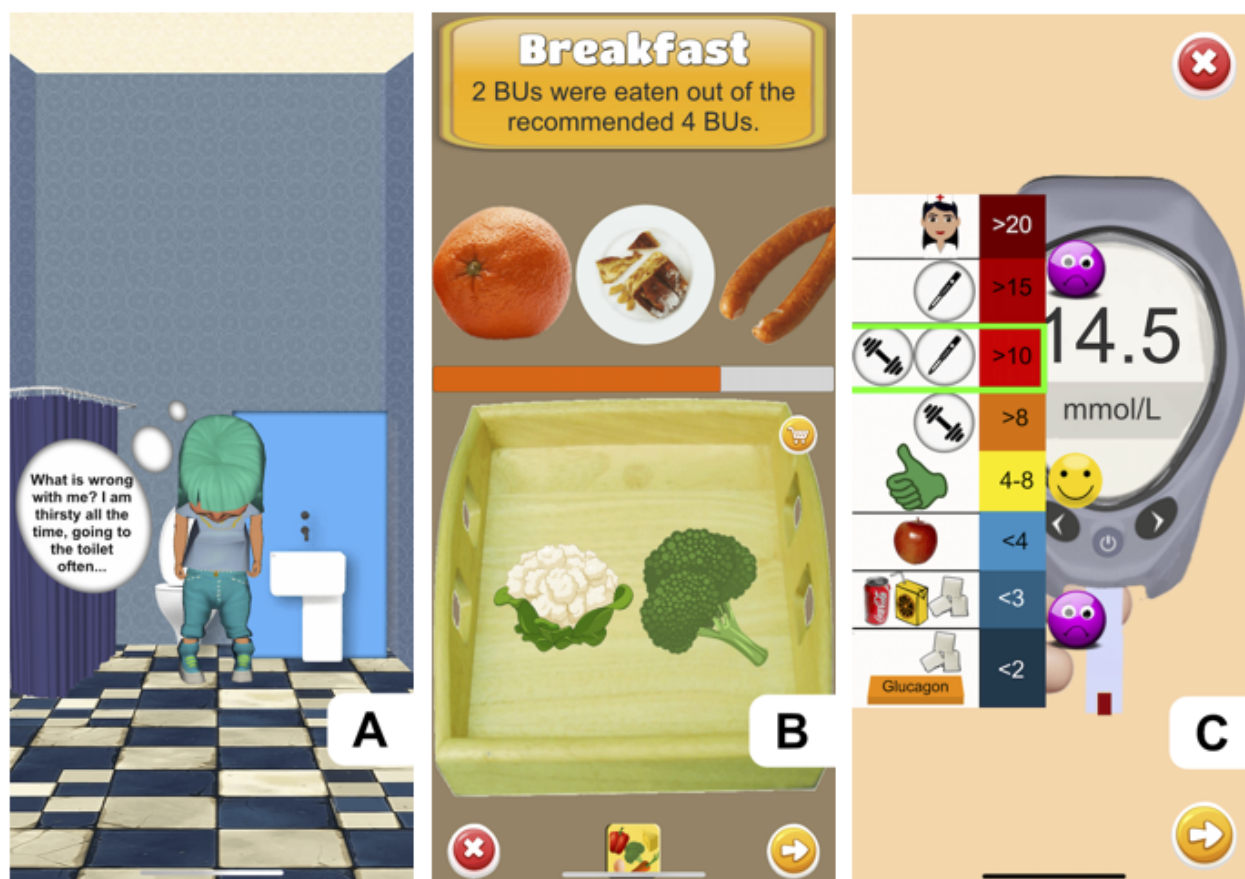 What is wrong
with me? I am
thirsty all the
time, going to
the toilet
often...
A
Breakfast
2 BUs were eaten out of the
recommended 4 BUs.
B
>20
>15
>10
>8
4-8
<4
<3
<2
Glucagon
14.5
mmol/L
C